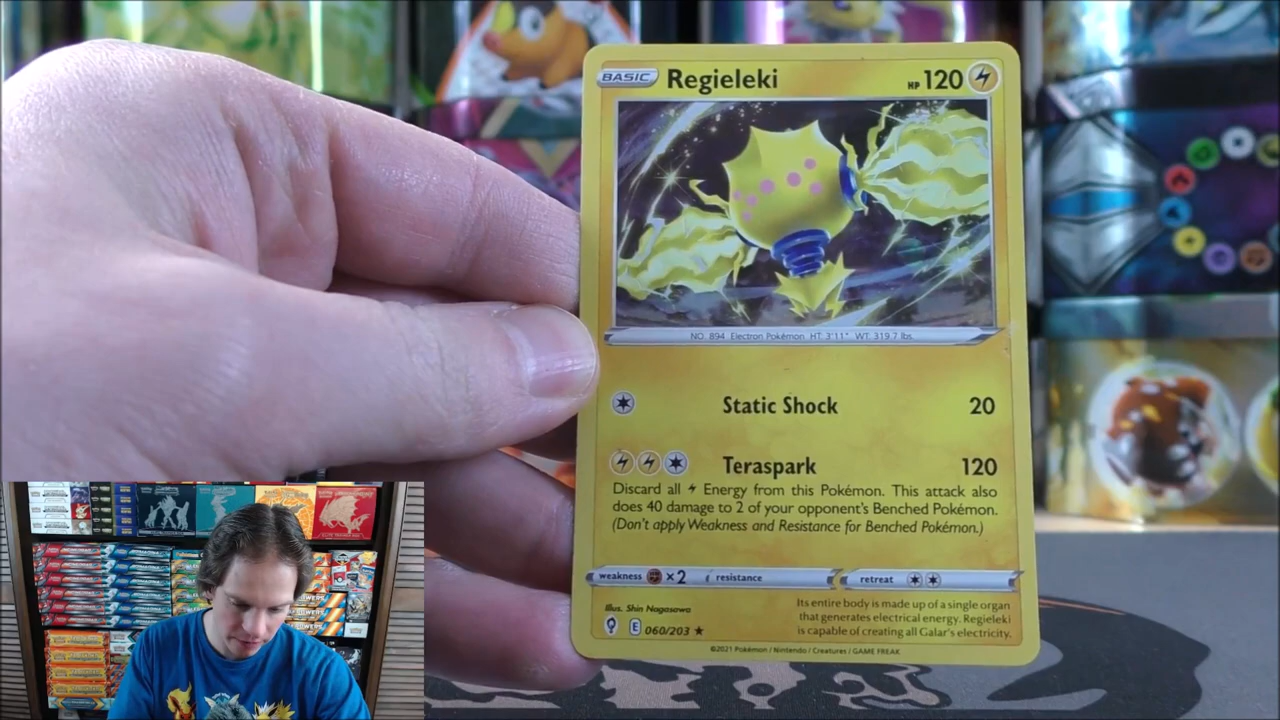 BASIC Regieleki HP 120
NO. 894 Electron Pokémon HT: 3'11" WT: 319.7 lbs.
Static Shock 20
Teraspark 120
Discard all Energy from this Pokémon. This attack also
does 40 damage to 2 of your opponent's Benched Pokémon.
(Don't apply Weakness and Resistance for Benched Pokémon.)
weakness ×2 resistance retreat
Illus. Shin Nagasawa
E 060/203 ★
Its entire body is made up of a single organ
that generates electrical energy. Regieleki
is capable of creating all Galar's electricity.
©2021 Pokémon / Nintendo / Creatures / GAME FREAK